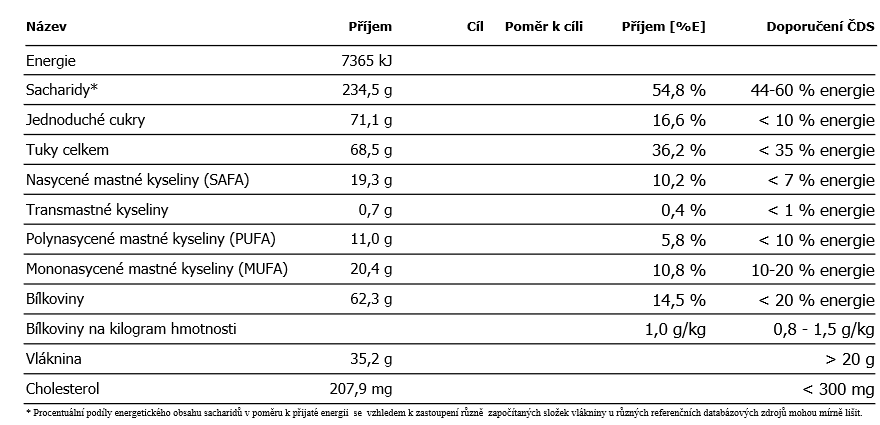 Název Příjem Cíl Poměr k cíli Příjem [%E] Doporučení ČDS
Energie 7365 kJ
Sacharidy* 234,5 g 54,8 % 44-60 % energie
Jednoduché cukry 71,1 g 16,6 % < 10 % energie
Tuky celkem 68,5 g 36,2 % < 35 % energie
Nasycené mastné kyseliny (SAFA) 19,3 g 10,2 % < 7 % energie
Transmastné kyseliny 0,7 g 0,4 % < 1 % energie
Polynasycené mastné kyseliny (PUFA) 11,0 g 5,8 % < 10 % energie
Mononasycené mastné kyseliny (MUFA) 20,4 g 10,8 % 10-20 % energie
Bílkoviny 62,3 g 14,5 % < 20 % energie
Bílkoviny na kilogram hmotnosti 1,0 g/kg 0,8 - 1,5 g/kg
Vláknina 35,2 g > 20 g
Cholesterol 207,9 mg < 300 mg
* Procentuální podíly energetického obsahu sacharidů v poměru k přijaté energii se vzhledem k zastoupení různě započítaných složek vlákniny u různých referenčních databázových zdrojů mohou mírně lišit.